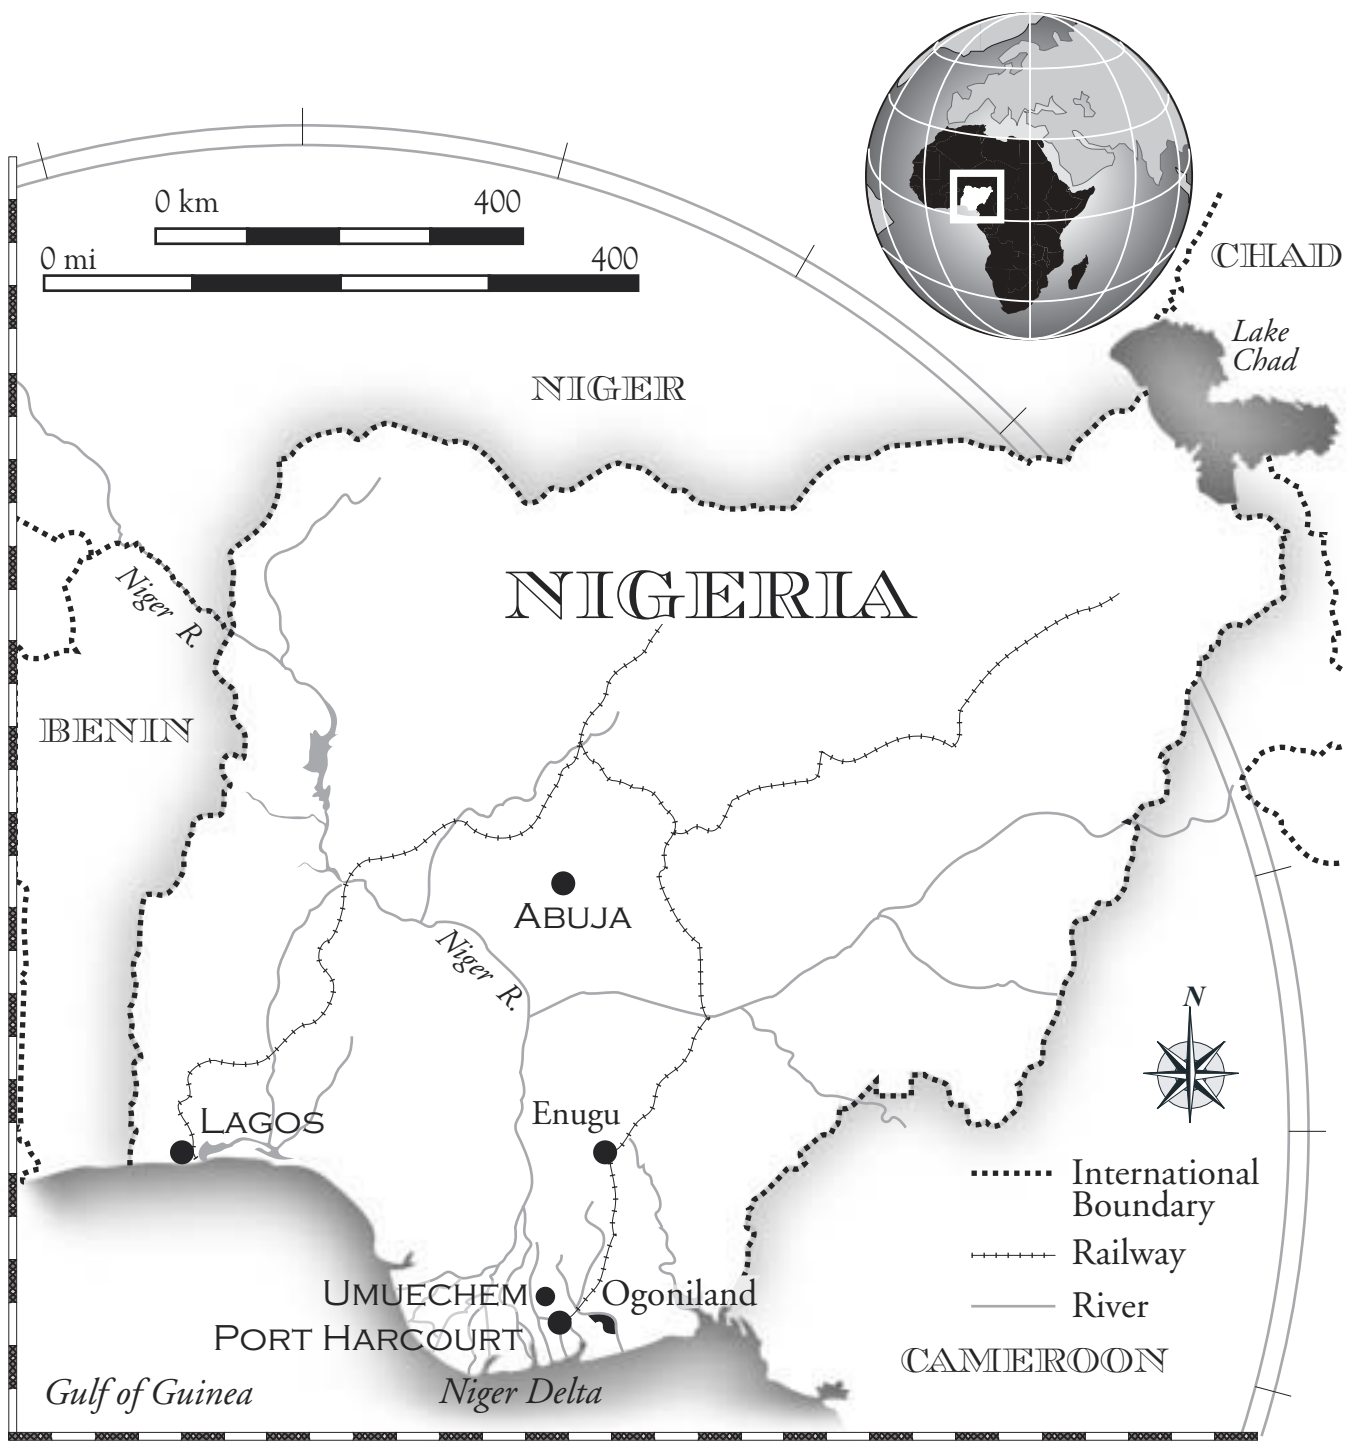 0 km 400
0 mi 400
CHAD
Lake
Chad
NIGER
NIGERIA
Niger R.
BENIN
ABUJA
Niger R.
N
LAGOS
Enugu
International
Boundary
Railway
River
UMUECHEM
Ogoniland
PORT HARCOURT
CAMEROON
Gulf of Guinea
Niger Delta